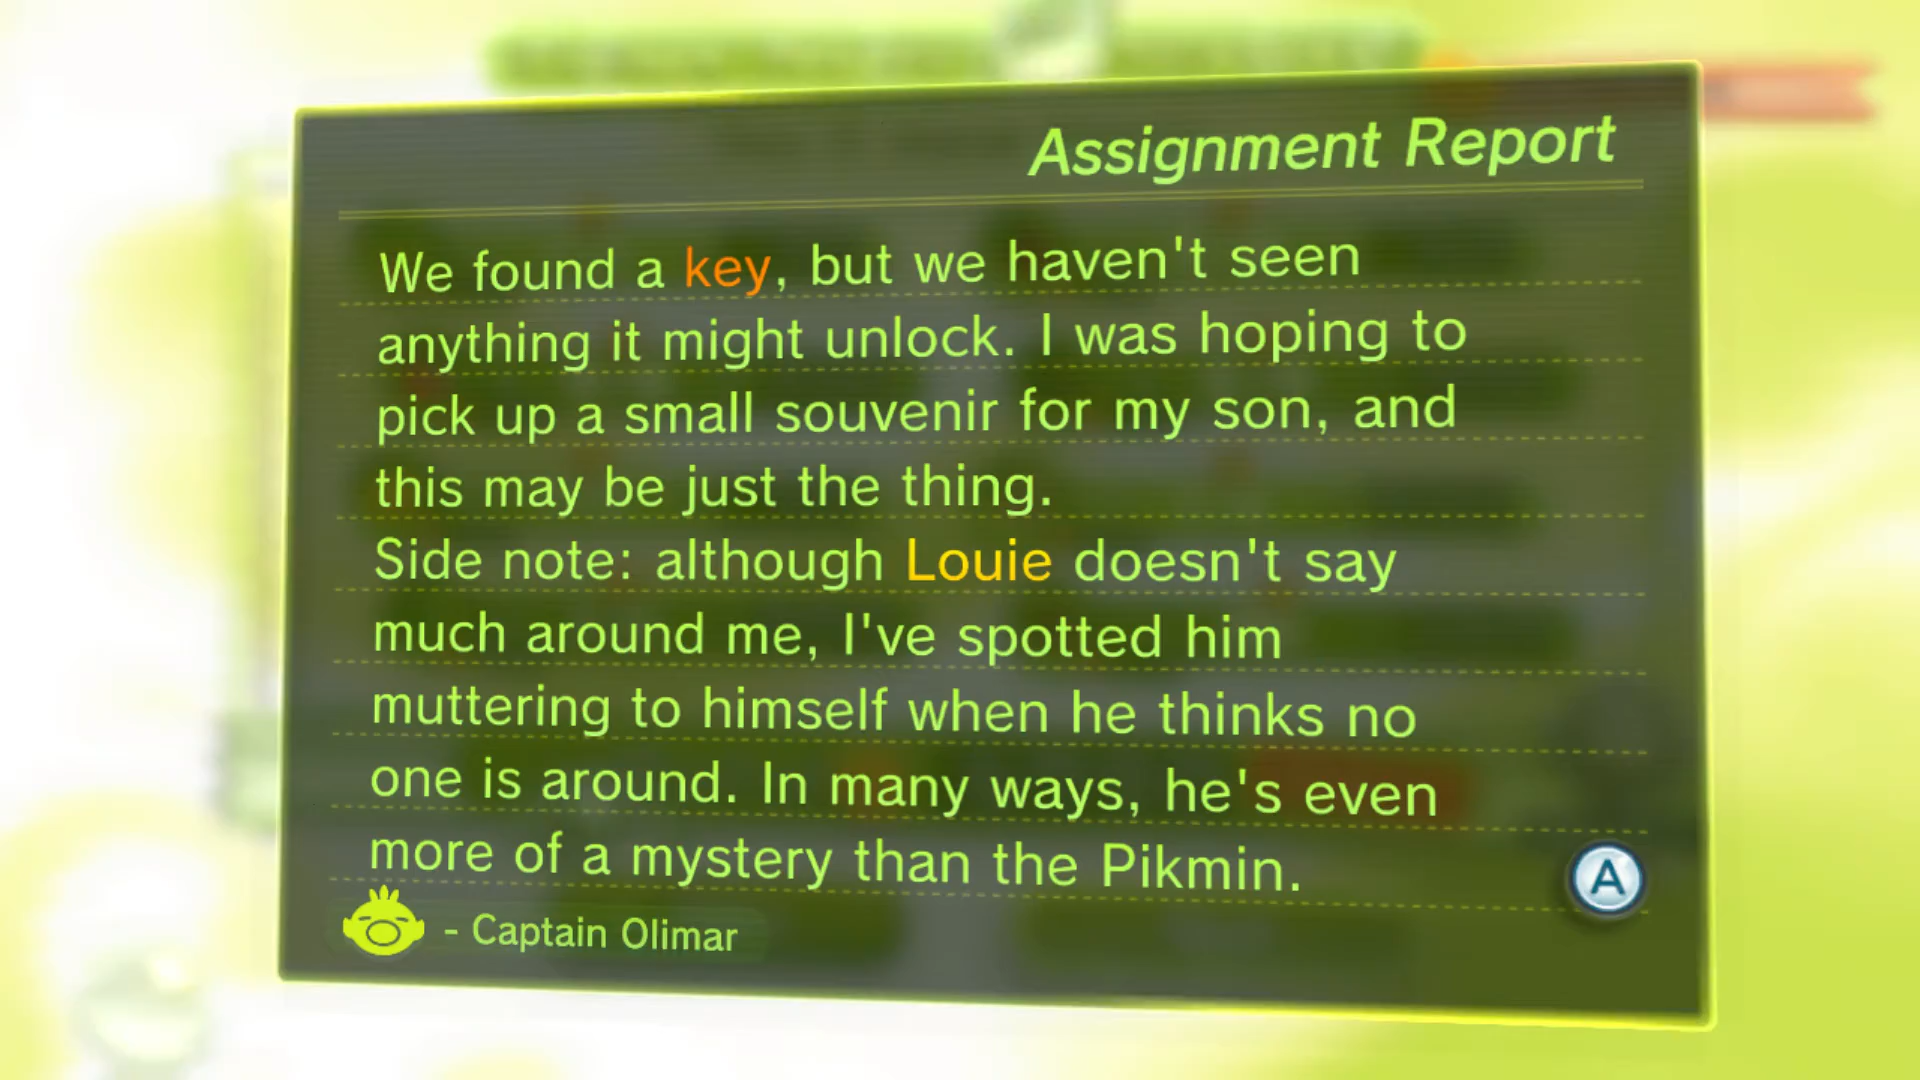 Assignment Report
We found a key, but we haven't seen
anything it might unlock. I was hoping to
pick up a small souvenir for my son, and
this may be just the thing.
Side note: although Louie doesn't say
much around me, I've spotted him
muttering to himself when he thinks no
one is around. In many ways, he's even
more of a mystery than the Pikmin.
A
- Captain Olimar